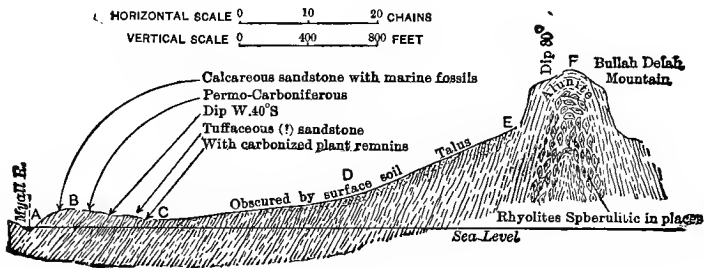 HORIZONTAL SCALE 0 10 20 CHAINS
VERTICAL SCALE 0 400 800 FEET
Calcareous sandstone with marine fossils
Permo-Carboniferous
Dip W.40°S
Tuffaceous (?) sandstone
With carbonized plant remnins
Myall R.
A
B
C
Obscured by surface soil
D
Talus
E
Dip 80°
F
Alunite
Bullah Delah
Mountain
Rhyolites Spherulitic in places
Sea Level